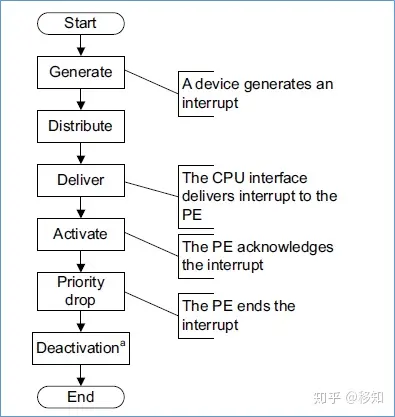 Start
Generate
A device generates an
interrupt
Distribute
Deliver
The CPU interface
delivers interrupt to the
PE
Activate
The PE acknowledges
the interrupt
Priority
drop
The PE ends the
interrupt
Deactivationᵃ
End
知乎 @移知